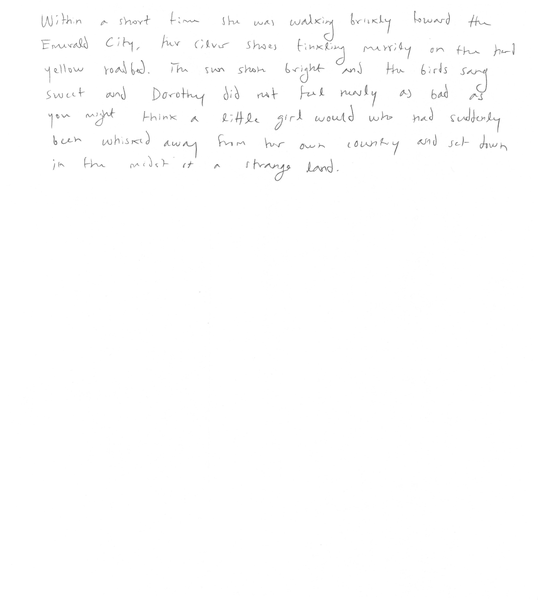 Within a short time she was walking briskly toward the
Emerald City, her silver shoes tinkling merrily on the hard
yellow roadbed. The sun shone bright and the birds sang
sweet and Dorothy did not feel nearly as bad as
you might think a little girl would who had suddenly
been whisked away from her own country and set down
in the midst of a strange land.